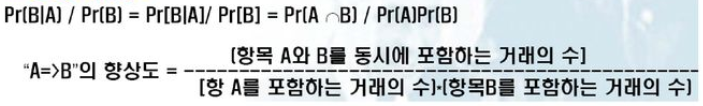 Pr(B|A) / Pr(B) = Pr[B|A]/ Pr[B] = Pr(A ∩B) / Pr(A)Pr(B)
[항목 A와 B를 동시에 포함하는 거래의 수]
“A=>B”의 향상도 = ------------------------------
[항 A를 포함하는 거래의 수)·(항목B를 포함하는 거래의 수)